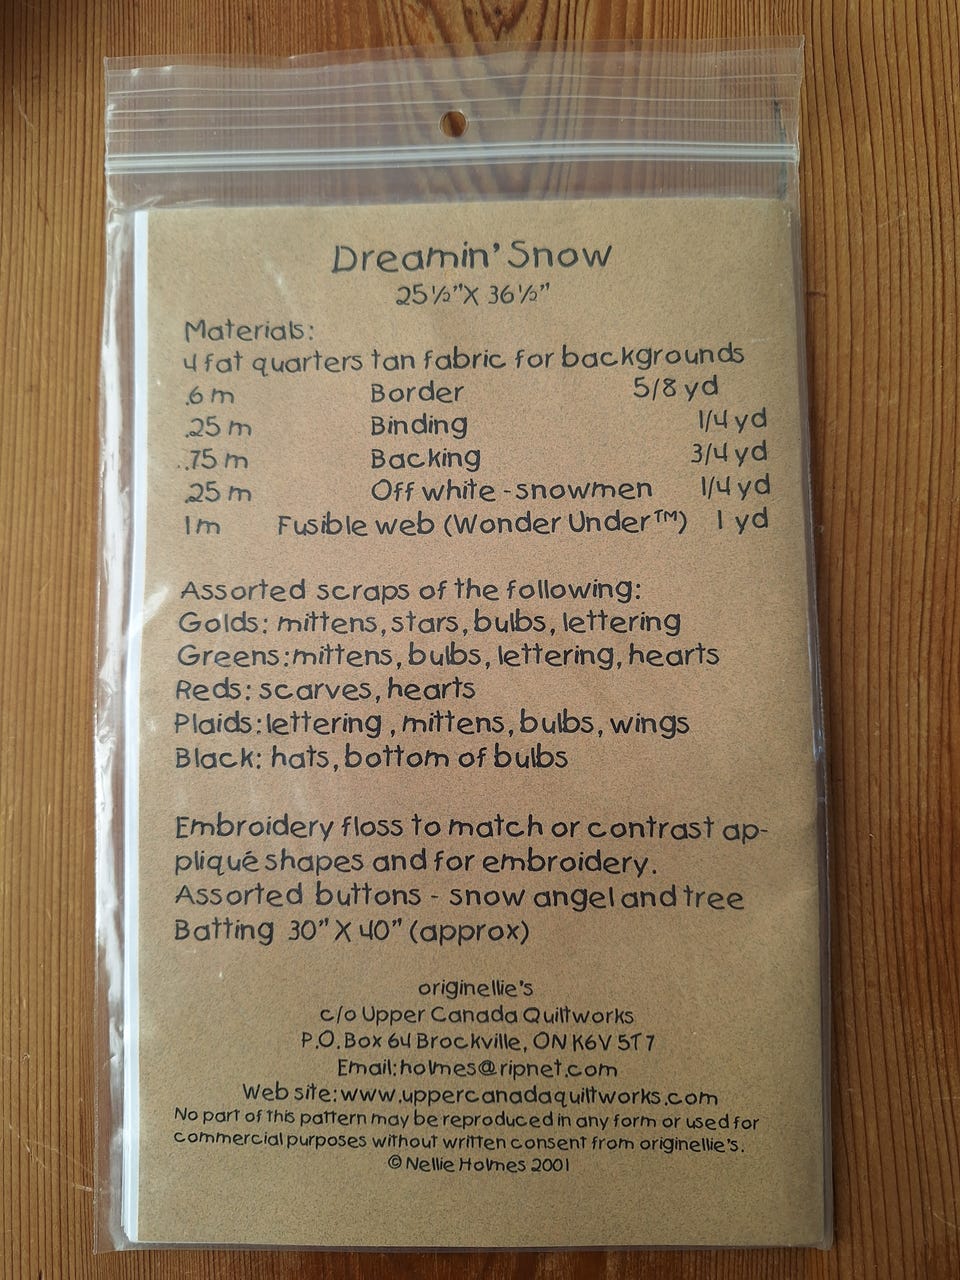 Dreamin' Snow
25½"X 36½"
Materials:
4 fat quarters tan fabric for backgrounds
.6 m Border 5/8 yd
.25 m Binding 1/4 yd
.75 m Backing 3/4 yd
.25 m Off white - snowmen 1/4 yd
1 m Fusible web (Wonder Under™) 1 yd
Assorted scraps of the following:
Golds: mittens, stars, bulbs, lettering
Greens: mittens, bulbs, lettering, hearts
Reds: scarves, hearts
Plaids: lettering , mittens, bulbs, wings
Black: hats, bottom of bulbs
Embroidery floss to match or contrast ap-
pliqué shapes and for embroidery.
Assorted buttons - snow angel and tree
Batting 30" X 40" (approx)
originellie's
c/o Upper Canada Quiltworks
P.O. Box 64 Brockville, ON K6V 5T7
Email: holmes@ripnet.com
Web site: www.uppercanadaquiltworks.com
No part of this pattern may be reproduced in any form or used for
commercial purposes without written consent from originellie's.
© Nellie Holmes 2001